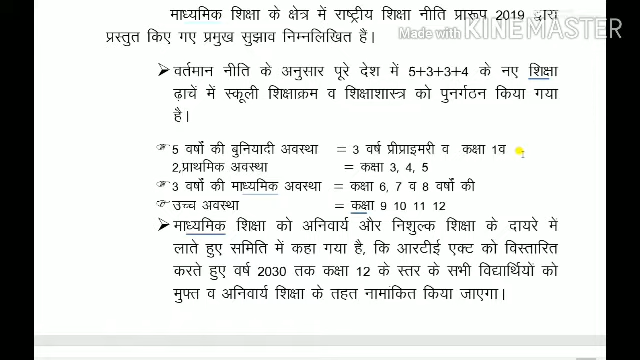 माध्यमिक शिक्षा के क्षेत्र में राष्ट्रीय शिक्षा नीति प्रारूप 2019 द्वारा
प्रस्तुत किए गए प्रमुख सुझाव निम्नलिखित हैं।
Made With
KINEMASTER
➢ वर्तमान नीति के अनुसार पूरे देश में 5+3+3+4 के नए शिक्षा
ढ़ाचें में स्कूली शिक्षाक्रम व शिक्षाशास्त्र को पुनर्गठन किया गया
है।
☞ 5 वर्षों की बुनियादी अवस्था = 3 वर्ष प्रीप्राइमरी व कक्षा 1व
2,प्राथमिक अवस्था = कक्षा 3, 4, 5
☞ 3 वर्षों की माध्यमिक अवस्था = कक्षा 6, 7 व 8 वर्षों की
☞ उच्च अवस्था = कक्षा 9 10 11 12
➢ माध्यमिक शिक्षा को अनिवार्य और निशुल्क शिक्षा के दायरे में
लाते हुए समिति में कहा गया है, कि आरटीई एक्ट को विस्तारित
करते हुए वर्ष 2030 तक कक्षा 12 के स्तर के सभी विद्यार्थियों को
मुफ्त व अनिवार्य शिक्षा के तहत नामांकित किया जाएगा।